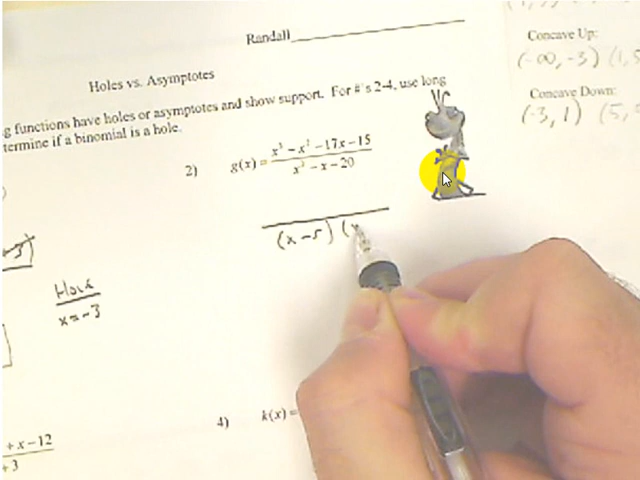 Randall
Holes vs. Asymptotes
g functions have holes or asymptotes and show support. For #'s 2-4, use long
termine if a binomial is a hole.
Concave Up:
(-∞, -3) (1, 5
Concave Down:
(-3, 1) (5,
2) g(x) = x³ – x² – 17x – 15
x² – x – 20
(x – 5) (x
Hole
x = -3
4) k(x) =
+ x – 12
+ 3